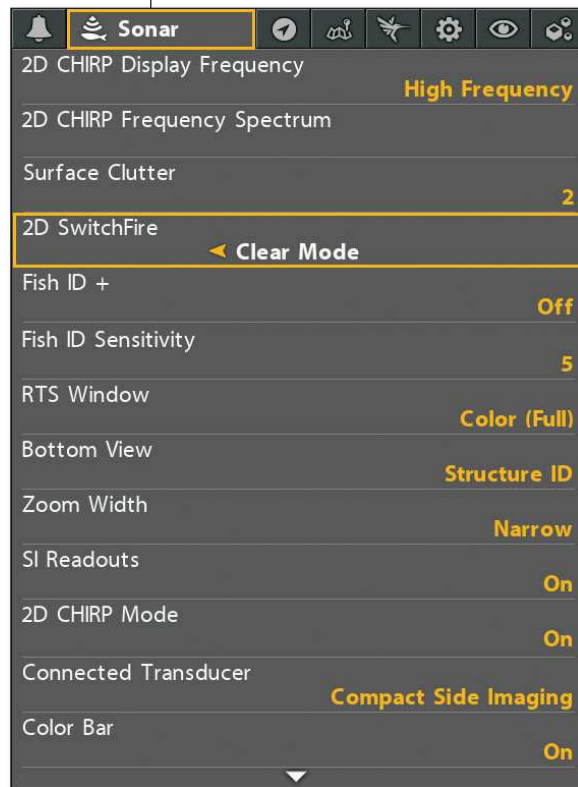 Sonar
2D CHIRP Display Frequency
High Frequency
2D CHIRP Frequency Spectrum
Surface Clutter
2
2D SwitchFire
Clear Mode
Fish ID +
Off
Fish ID Sensitivity
5
RTS Window
Color (Full)
Bottom View
Structure ID
Zoom Width
Narrow
SI Readouts
On
2D CHIRP Mode
On
Connected Transducer
Compact Side Imaging
Color Bar
On